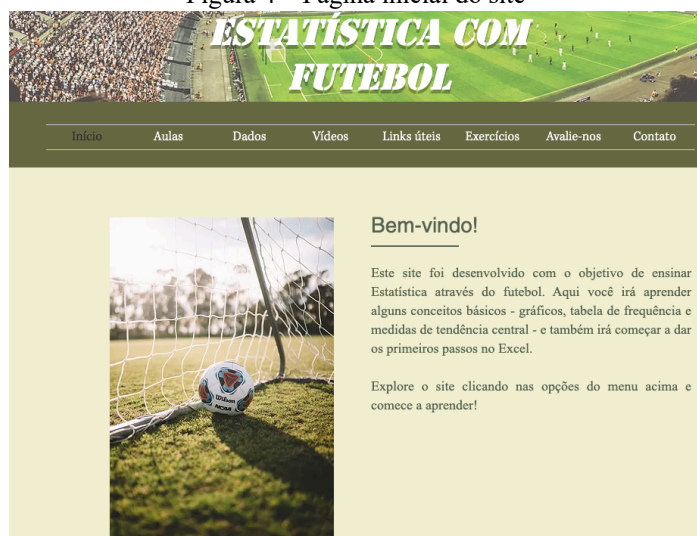 Figura 4 – Página inicial do site
ESTATÍSTICA COM
FUTEBOL
Início Aulas Dados Vídeos Links úteis Exercícios Avalie-nos Contato
Bem-vindo!
Este site foi desenvolvido com o objetivo de ensinar
Estatística através do futebol. Aqui você irá aprender
alguns conceitos básicos - gráficos, tabela de frequência e
medidas de tendência central - e também irá começar a dar
os primeiros passos no Excel.
Explore o site clicando nas opções do menu acima e
comece a aprender!
Wilson
NCAA